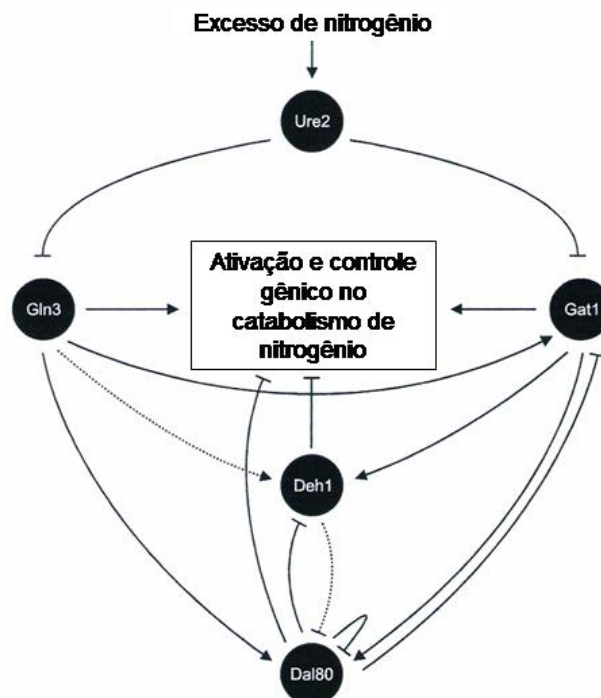 Excesso de nitrogênio
Ure2
Ativação e controle
gênico no
catabolismo de
nitrogênio
Gln3
Gat1
Deh1
Dal80